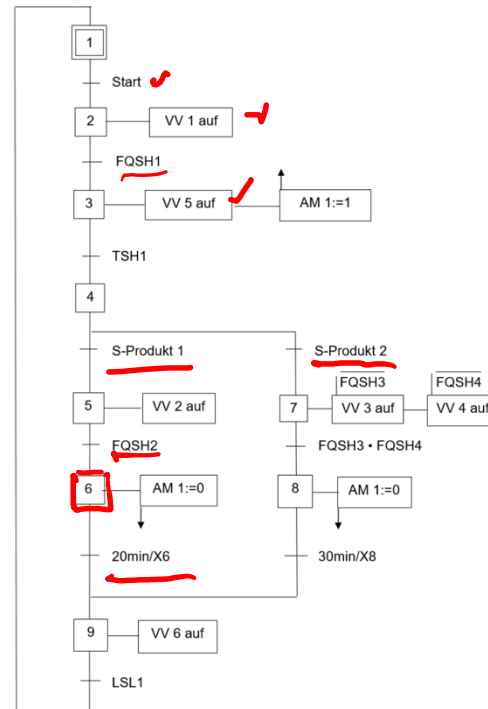 1
Start
2 VV 1 auf
FQSH1
3 VV 5 auf AM 1:=1
TSH1
4
S-Produkt 1 S-Produkt 2
FQSH3 FQSH4
5 VV 2 auf 7 VV 3 auf VV 4 auf
FQSH2 FQSH3 • FQSH4
6 AM 1:=0 8 AM 1:=0
20min/X6 30min/X8
9 VV 6 auf
LSL1